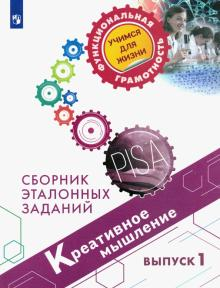 ФУНКЦИОНАЛЬНАЯ
ГРАМОТНОСТЬ
УЧИМСЯ ДЛЯ
ЖИЗНИ
PISA
СБОРНИК
ЭТАЛОННЫХ
ЗАДАНИЙ
Креативное
мышление
ВЫПУСК 1